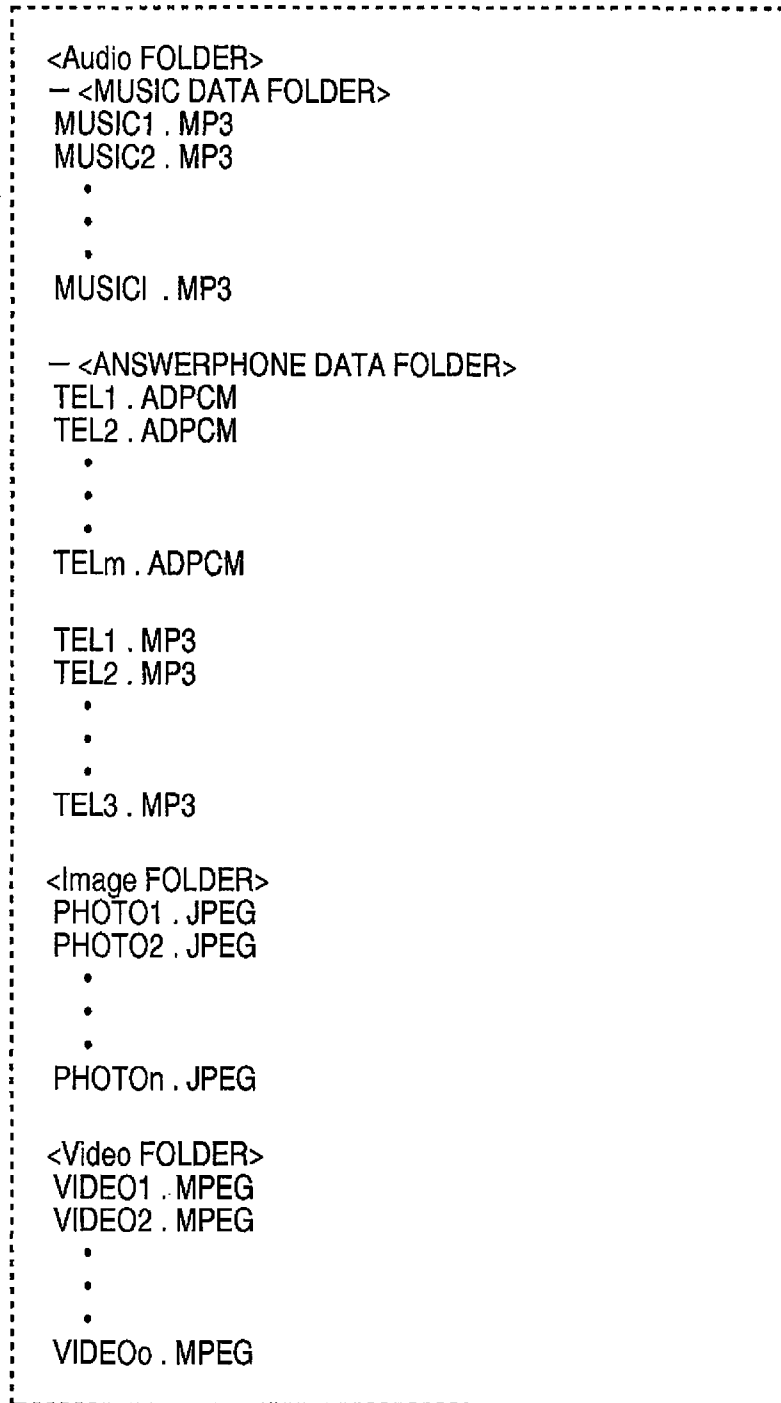 <Audio FOLDER>
– <MUSIC DATA FOLDER>
MUSIC1 . MP3
MUSIC2 . MP3
•
•
•
MUSICl . MP3
– <ANSWERPHONE DATA FOLDER>
TEL1 . ADPCM
TEL2 . ADPCM
•
•
•
TELm . ADPCM
TEL1 . MP3
TEL2 . MP3
•
•
•
TEL3 . MP3
<Image FOLDER>
PHOTO1 . JPEG
PHOTO2 . JPEG
•
•
•
PHOTOn . JPEG
<Video FOLDER>
VIDEO1 . MPEG
VIDEO2 . MPEG
•
•
•
VIDEOo . MPEG